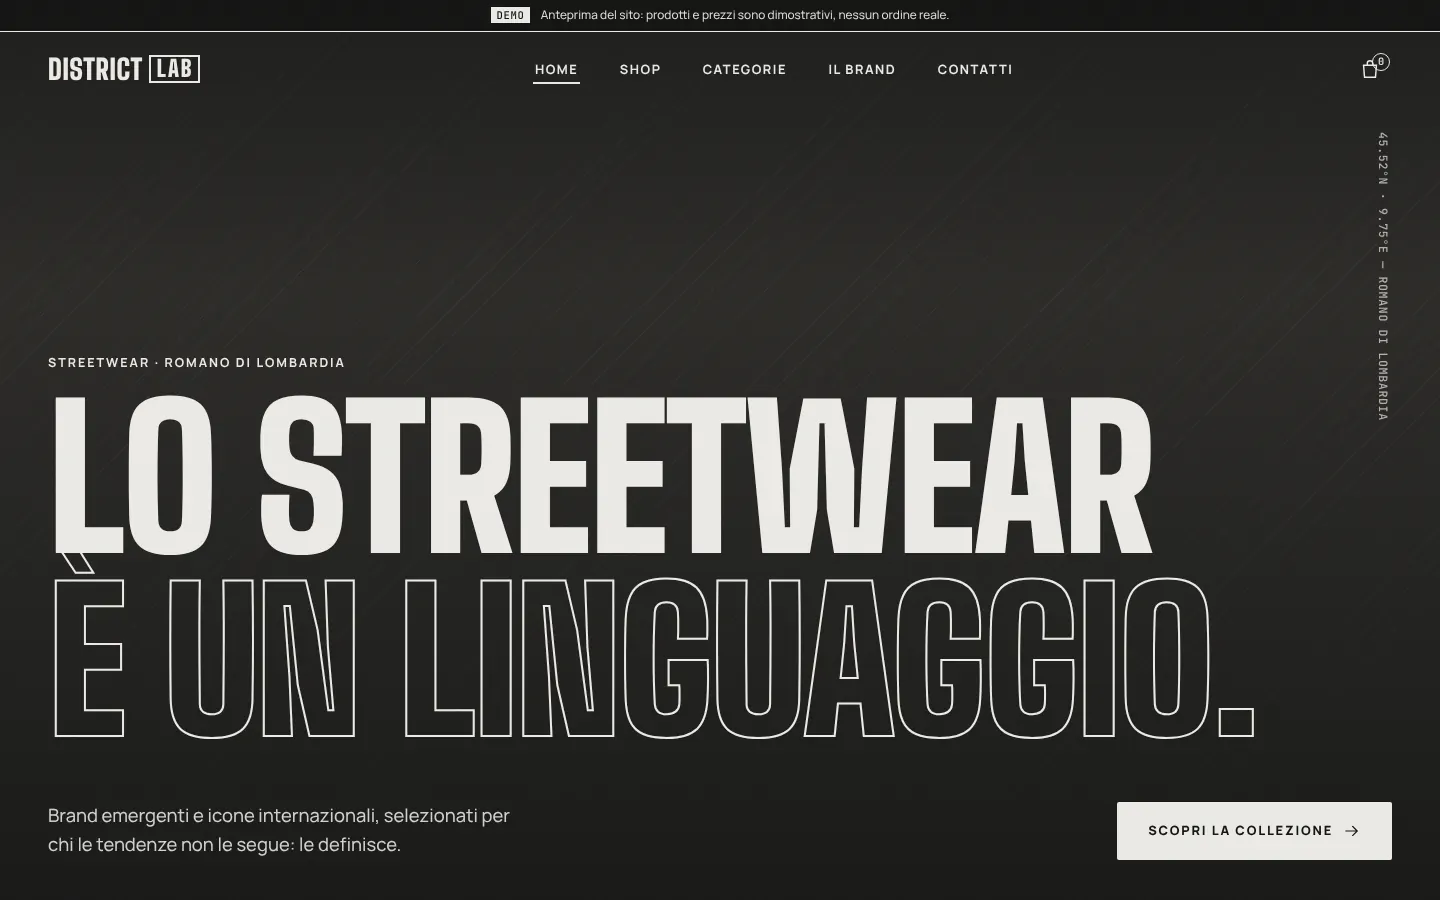 DEMO Anteprima del sito: prodotti e prezzi sono dimostrativi, nessun ordine reale.
DISTRICT LAB HOME SHOP CATEGORIE IL BRAND CONTATTI 0
45.52°N · 9.75°E — ROMANO DI LOMBARDIA
STREETWEAR · ROMANO DI LOMBARDIA
LO STREETWEAR
È UN LINGUAGGIO.
Brand emergenti e icone internazionali, selezionati per
chi le tendenze non le segue: le definisce.
SCOPRI LA COLLEZIONE →